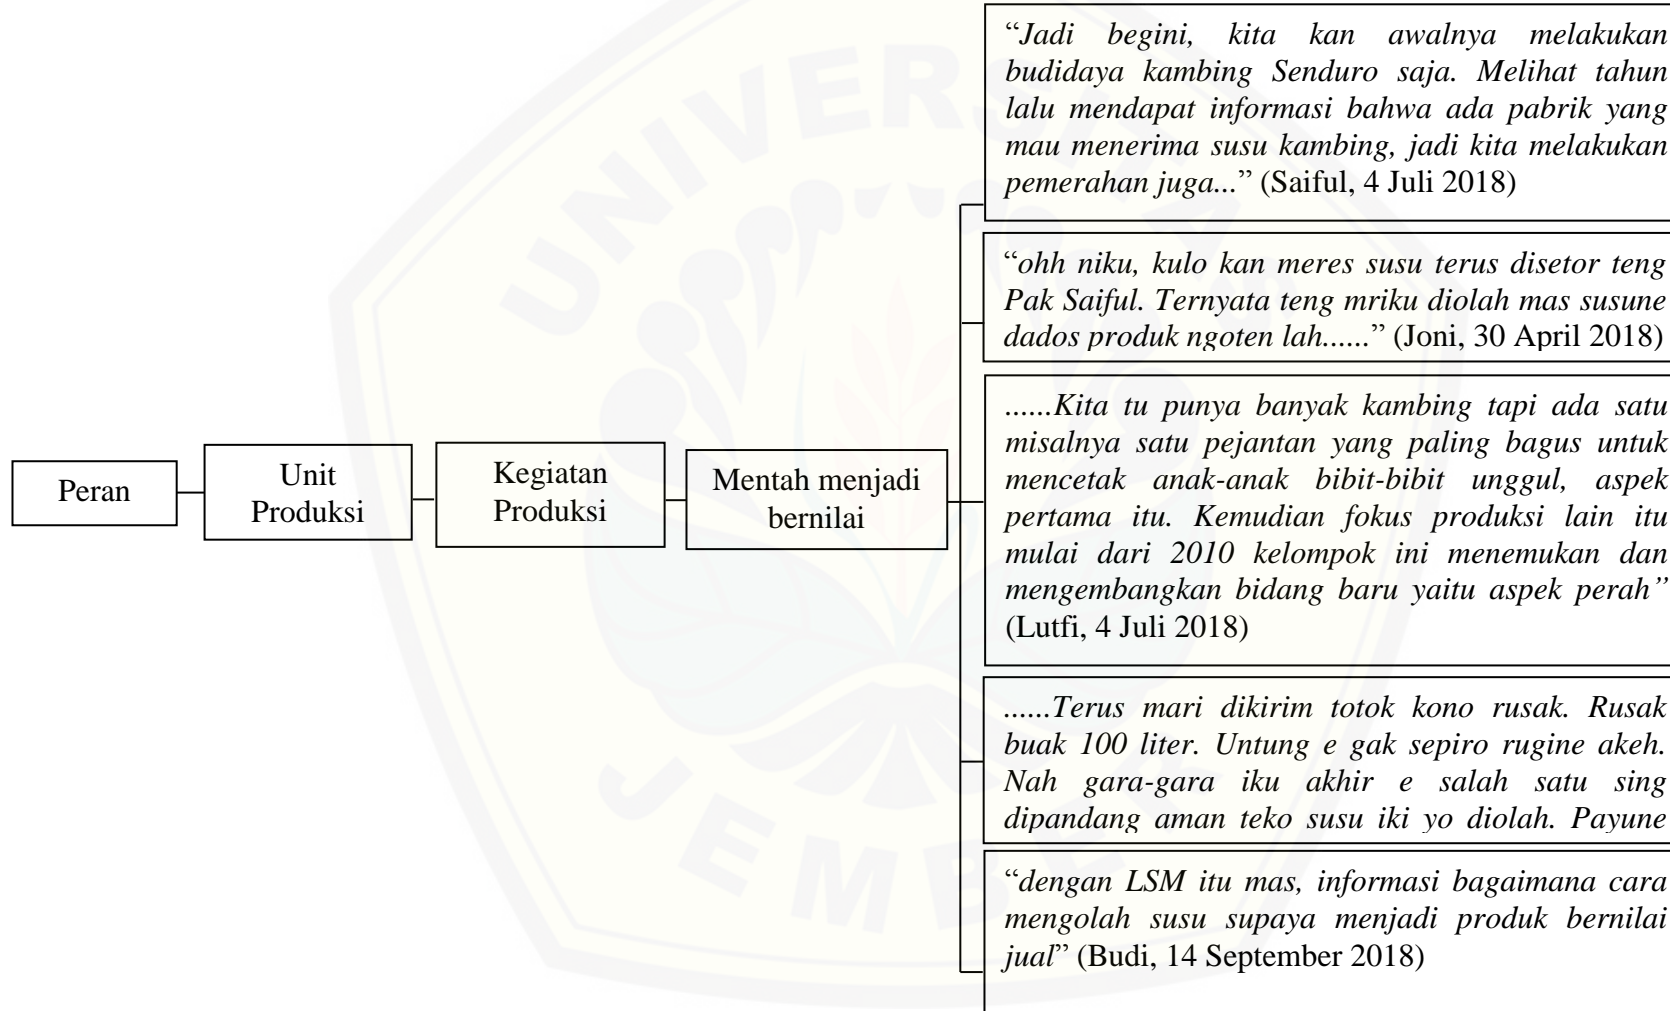 Peran
Unit
Produksi
Kegiatan
Produksi
Mentah menjadi
bernilai
“Jadi begini, kita kan awalnya melakukan
budidaya kambing Senduro saja. Melihat tahun
lalu mendapat informasi bahwa ada pabrik yang
mau menerima susu kambing, jadi kita melakukan
pemerahan juga...” (Saiful, 4 Juli 2018)
“ohh niku, kulo kan meres susu terus disetor teng
Pak Saiful. Ternyata teng mriku diolah mas susune
dados produk ngoten lah......” (Joni, 30 April 2018)
......Kita tu punya banyak kambing tapi ada satu
misalnya satu pejantan yang paling bagus untuk
mencetak anak-anak bibit-bibit unggul, aspek
pertama itu. Kemudian fokus produksi lain itu
mulai dari 2010 kelompok ini menemukan dan
mengembangkan bidang baru yaitu aspek perah”
(Lutfi, 4 Juli 2018)
......Terus mari dikirim totok kono rusak. Rusak
buak 100 liter. Untung e gak sepiro rugine akeh.
Nah gara-gara iku akhir e salah satu sing
dipandang aman teko susu iki yo diolah. Payune
“dengan LSM itu mas, informasi bagaimana cara
mengolah susu supaya menjadi produk bernilai
jual” (Budi, 14 September 2018)
UNIVERSITAS
JEMBER